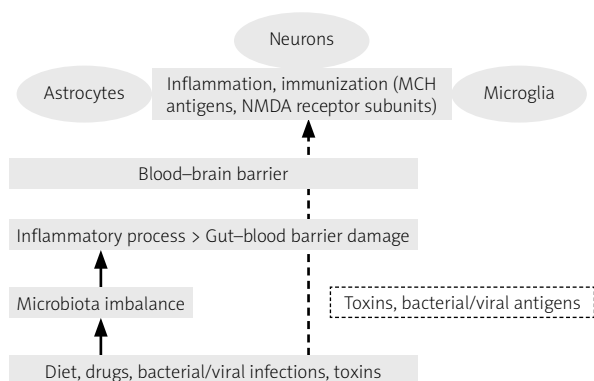 Neurons
Astrocytes
Inflammation, immunization (MCH
antigens, NMDA receptor subunits)
Microglia
Blood–brain barrier
Inflammatory process > Gut–blood barrier damage
Microbiota imbalance
Toxins, bacterial/viral antigens
Diet, drugs, bacterial/viral infections, toxins